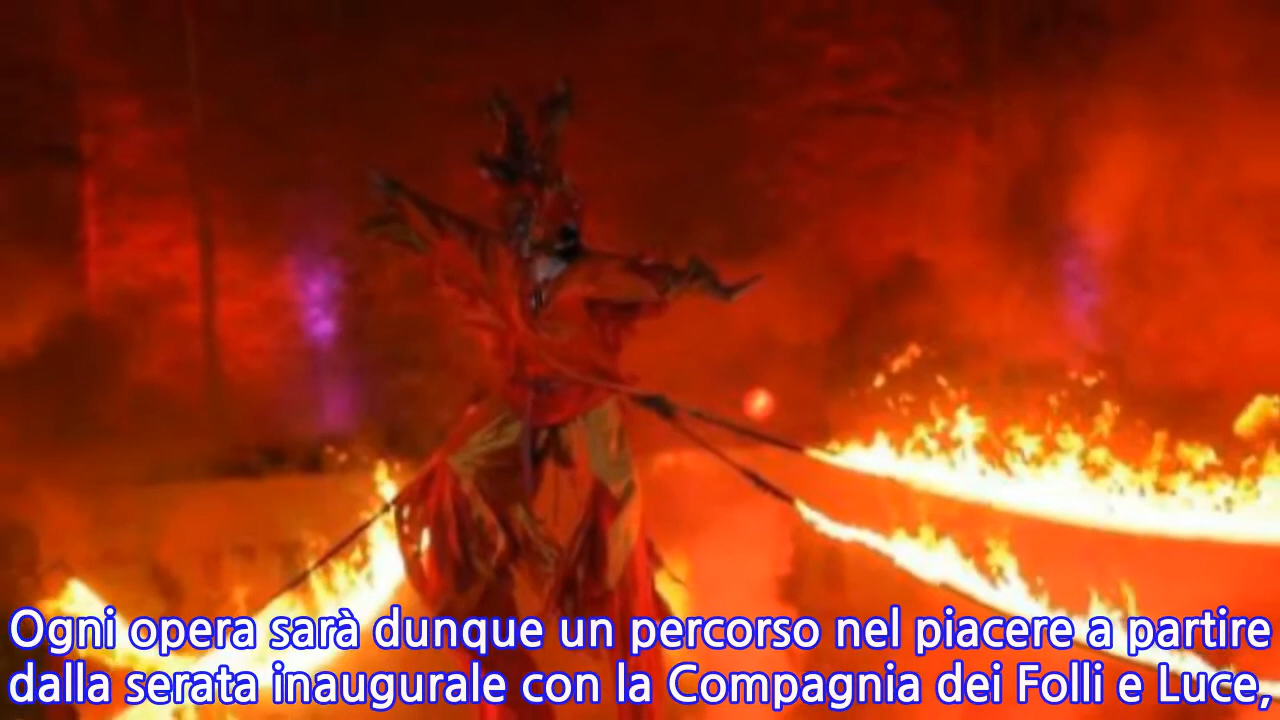 Ogni opera sarà dunque un percorso nel piacere a partire
dalla serata inaugurale con la Compagnia dei Folli e Luce,